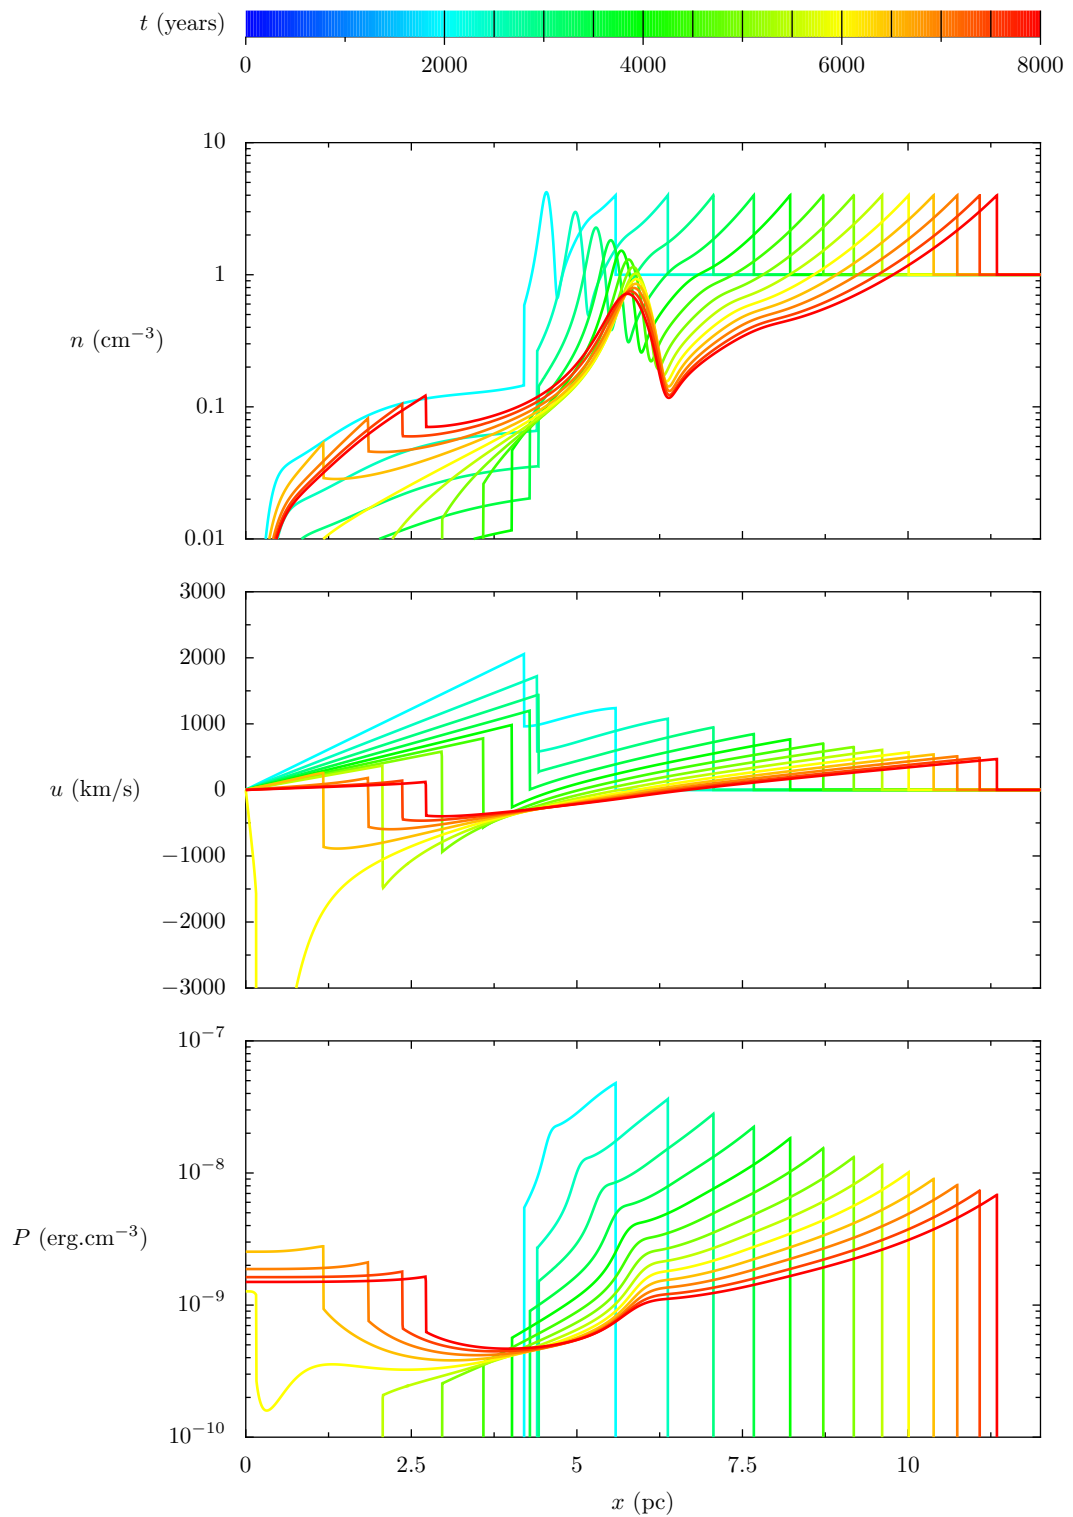 t (years)
0 2000 4000 6000 8000
10
1
n (cm⁻³)
0.1
0.01
3000
2000
1000
u (km/s) 0
−1000
−2000
−3000
10⁻⁷
10⁻⁸
P (erg.cm⁻³)
10⁻⁹
10⁻¹⁰
0 2.5 5 7.5 10
x (pc)